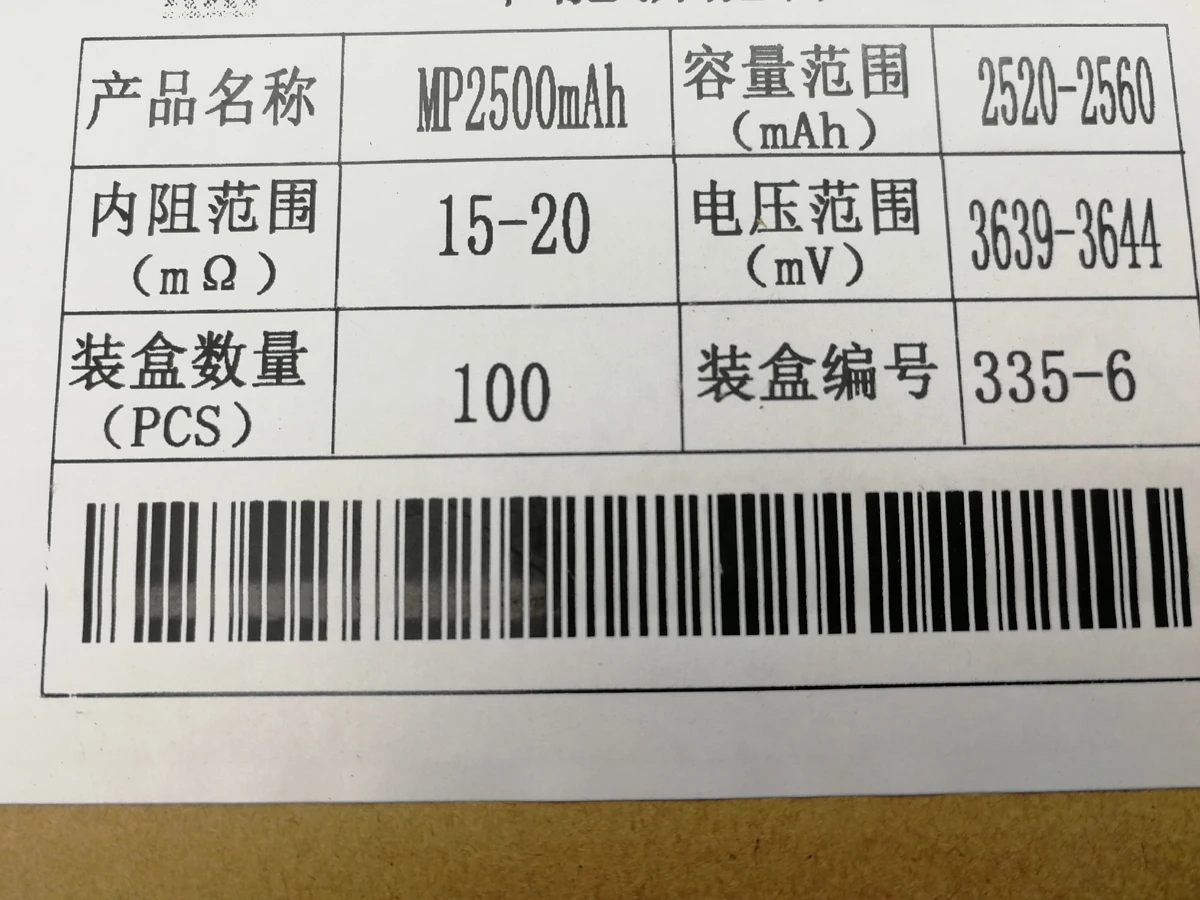 产品名称 MP2500mAh 容量范围 2520-2560
(mAh)
内阻范围 15-20 电压范围 3639-3644
(mΩ) (mV)
装盒数量 100 装盒编号 335-6
(PCS)